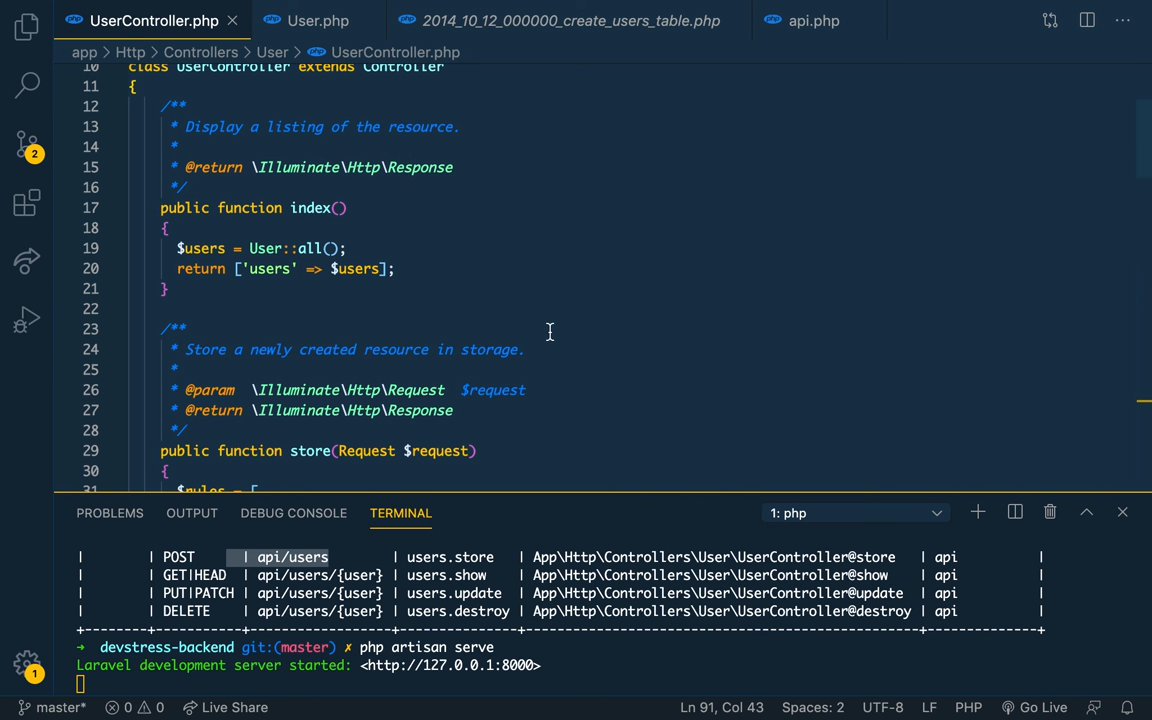 UserController.php
User.php
2014_10_12_000000_create_users_table.php
api.php
app > Http > Controllers > User > UserController.php
10 class UserController extends Controller
11 {
12 /**
13 * Display a listing of the resource.
14 *
15 * @return \Illuminate\Http\Response
16 */
17 public function index()
18 {
19 $users = User::all();
20 return ['users' => $users];
21 }
22
23 /**
24 * Store a newly created resource in storage.
25 *
26 * @param \Illuminate\Http\Request $request
27 * @return \Illuminate\Http\Response
28 */
29 public function store(Request $request)
30 {
31 $rules = [
2
1
PROBLEMS OUTPUT DEBUG CONSOLE TERMINAL 1: php
| | POST | api/users | users.store | App\Http\Controllers\User\UserController@store | api |
| | GET|HEAD | api/users/{user} | users.show | App\Http\Controllers\User\UserController@show | api |
| | PUT|PATCH | api/users/{user} | users.update | App\Http\Controllers\User\UserController@update | api |
| | DELETE | api/users/{user} | users.destroy | App\Http\Controllers\User\UserController@destroy | api |
+--------+-----------+------------------+---------------+--------------------------------------------------+------------+
→ devstress-backend git:(master) ✗ php artisan serve
Laravel development server started: <http://127.0.0.1:8000>
master* 0 0 Live Share Ln 91, Col 43 Spaces: 2 UTF-8 LF PHP Go Live